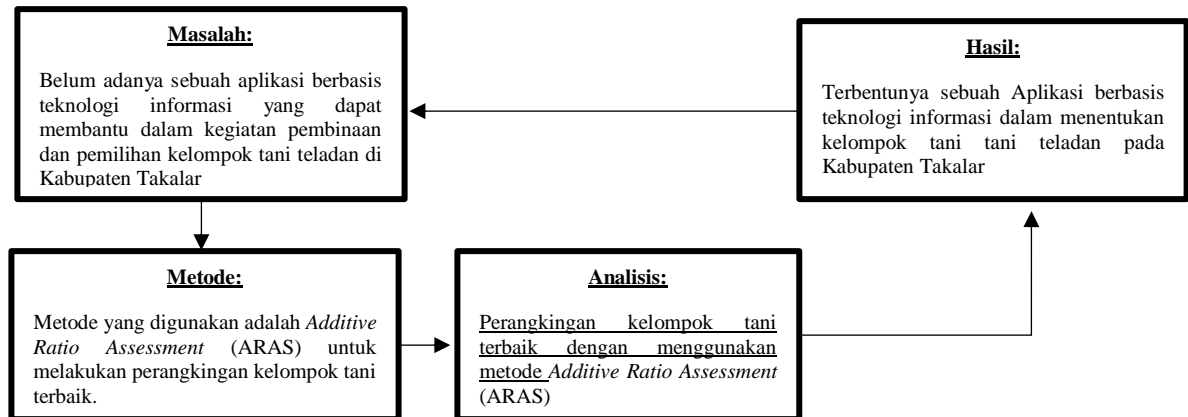 Masalah:
Belum adanya sebuah aplikasi berbasis
teknologi informasi yang dapat
membantu dalam kegiatan pembinaan
dan pemilihan kelompok tani teladan di
Kabupaten Takalar
Hasil:
Terbentunya sebuah Aplikasi berbasis
teknologi informasi dalam menentukan
kelompok tani tani teladan pada
Kabupaten Takalar
Metode:
Metode yang digunakan adalah Additive
Ratio Assessment (ARAS) untuk
melakukan perangkingan kelompok tani
terbaik.
Analisis:
Perangkingan kelompok tani
terbaik dengan menggunakan
metode Additive Ratio Assessment
(ARAS)